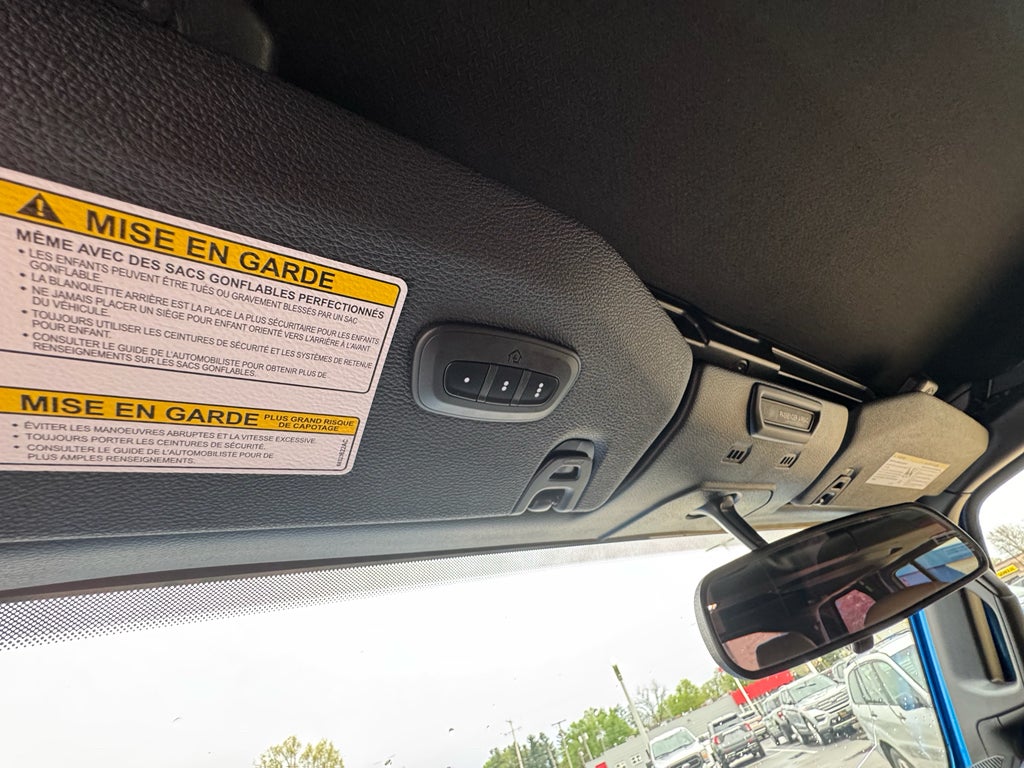 MISE EN GARDE
MÊME AVEC DES SACS GONFLABLES PERFECTIONNÉS
• LES ENFANTS PEUVENT ÊTRE TUÉS OU GRAVEMENT BLESSÉS PAR UN SAC
GONFLABLE.
• LA BLANQUETTE ARRIÈRE EST LA PLACE LA PLUS SÉCURITAIRE POUR LES ENFANTS
• NE JAMAIS PLACER UN SIÈGE POUR ENFANT ORIENTÉ VERS L'ARRIÈRE À L'AVANT
DU VÉHICULE.
• TOUJOURS UTILISER LES CEINTURES DE SÉCURITÉ ET LES SYSTÈMES DE RETENUE
POUR ENFANT.
• CONSULTER LE GUIDE DE L'AUTOMOBILISTE POUR OBTENIR PLUS DE
RENSEIGNEMENTS SUR LES SACS GONFLABLES.
MISE EN GARDE PLUS GRAND RISQUE
DE CAPOTAGE
• ÉVITER LES MANOEUVRES ABRUPTES ET LA VITESSE EXCESSIVE.
• TOUJOURS PORTER LES CEINTURES DE SÉCURITÉ.
• CONSULTER LE GUIDE DE L'AUTOMOBILISTE POUR DE
PLUS AMPLES RENSEIGNEMENTS.